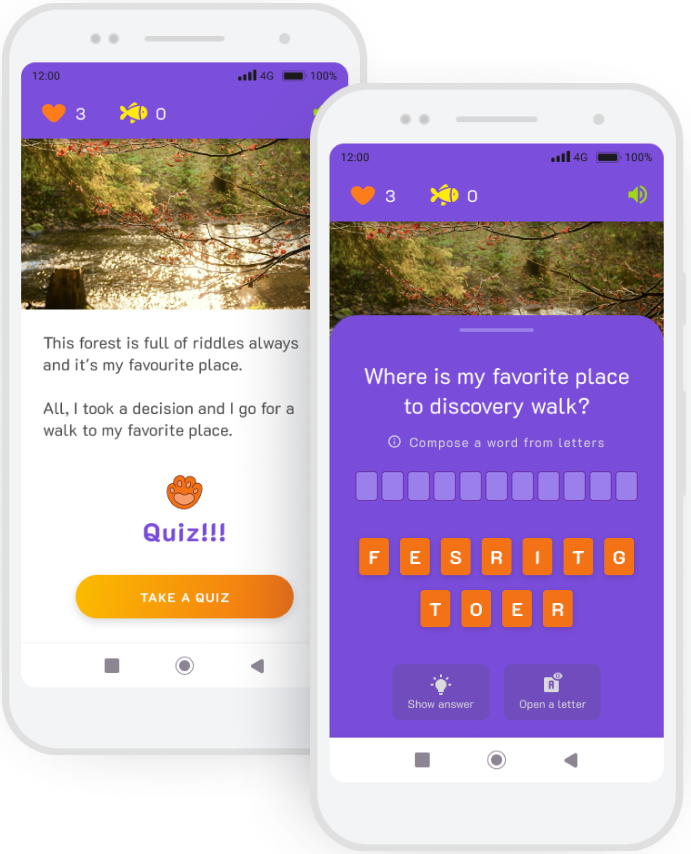 12:00 4G 100%
3 0
This forest is full of riddles always
and it's my favourite place.
All, I took a decision and I go for a
walk to my favorite place.
Quiz!!!
TAKE A QUIZ
12:00 4G 100%
3 0
Where is my favorite place
to discovery walk?
Compose a word from letters
F E S R I T G
T O E R
A
Show answer Open a letter